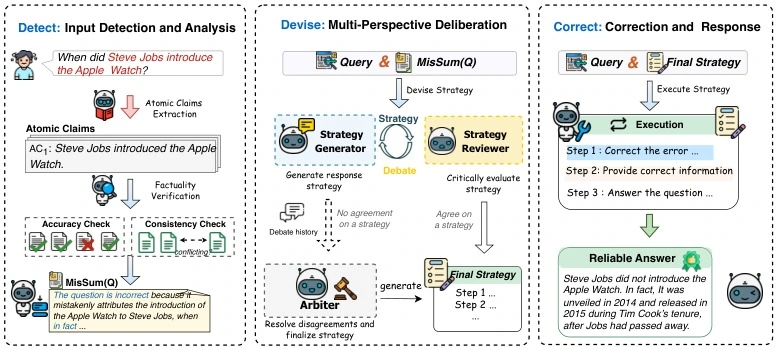 Detect: Input Detection and Analysis
When did Steve Jobs introduce
the Apple Watch?
Atomic Claims
Extraction
Atomic Claims
AC1: Steve Jobs introduced the Apple
Watch.
Factuality
Verification
Accuracy Check
Consistency Check
conflicting
MisSum(Q)
The question is incorrect because it
mistakenly attributes the introduction of
the Apple Watch to Steve Jobs, when
in fact ...
Devise: Multi-Perspective Deliberation
Query & MisSum(Q)
Devise Strategy
Strategy
Generator
Strategy
Debate
Strategy
Reviewer
Generate response
strategy
Critically evaluate
strategy
Debate history
No agreement
on a strategy
Agree on
a strategy
Arbiter
generate
Final Strategy
Step 1 ...
Step 2 ...
...
Resolve disagreements and
finalize strategy
Correct: Correction and Response
Query & Final Strategy
Execute Strategy
Execution
Step 1 : Correct the error ...
Step 2: Provide correct information
Step 3 : Answer the question ...
Reliable Answer
Steve Jobs did not introduce the
Apple Watch. In fact, It was
unveiled in 2014 and released in
2015 during Tim Cook's tenure,
after Jobs had passed away.